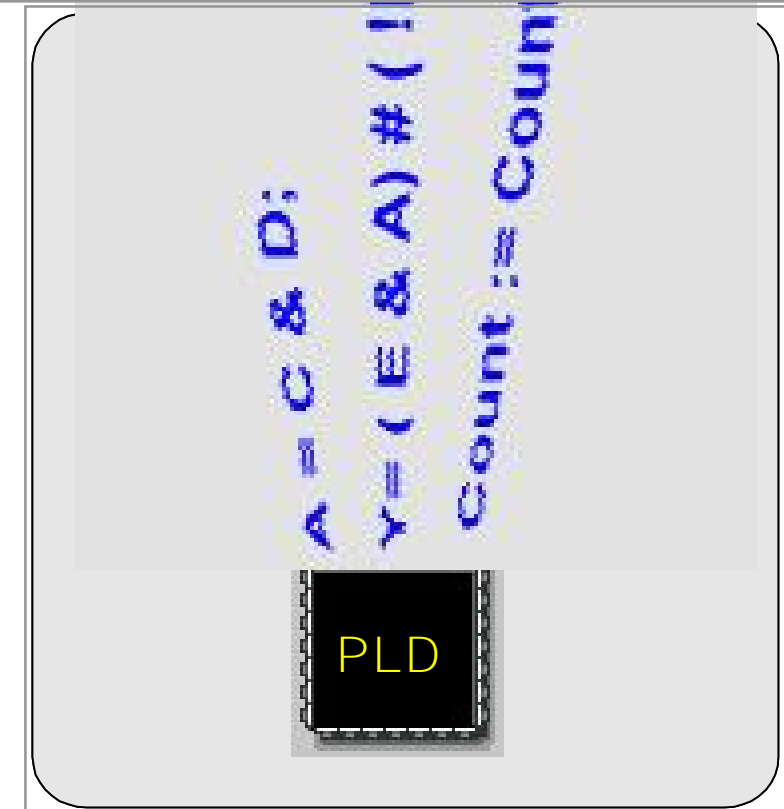 A = C & D;
Y = ( E & A) # ( !
Count := Coun
PLD